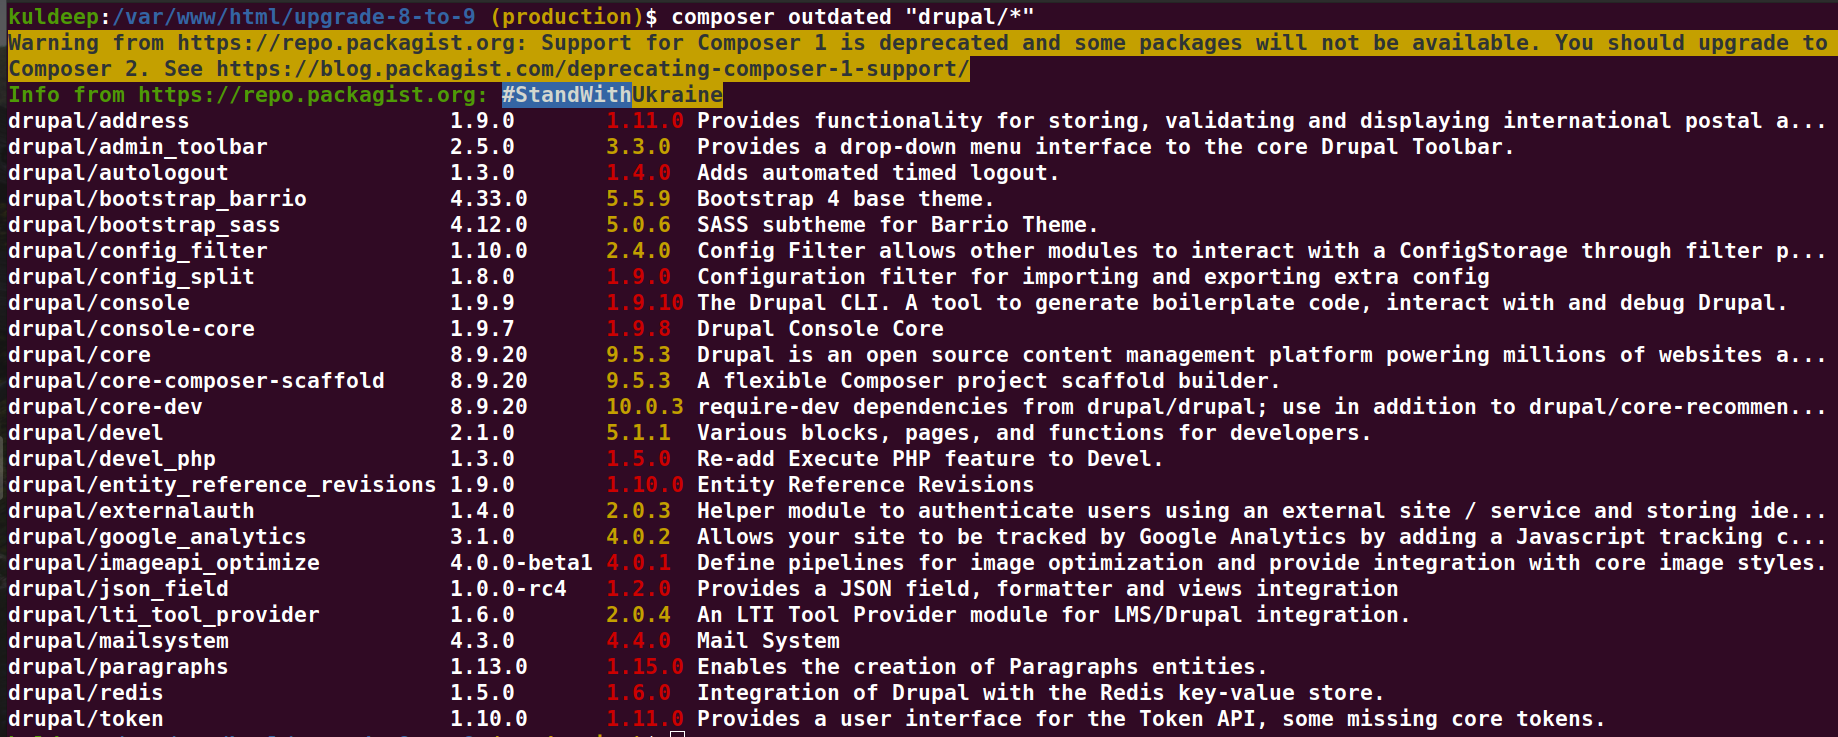 kuldeep:/var/www/html/upgrade-8-to-9 (production)$ composer outdated "drupal/*"
Warning from https://repo.packagist.org: Support for Composer 1 is deprecated and some packages will not be available. You should upgrade to
Composer 2. See https://blog.packagist.com/deprecating-composer-1-support/
Info from https://repo.packagist.org: #StandWithUkraine
drupal/address 1.9.0 1.11.0 Provides functionality for storing, validating and displaying international postal a...
drupal/admin_toolbar 2.5.0 3.3.0 Provides a drop-down menu interface to the core Drupal Toolbar.
drupal/autologout 1.3.0 1.4.0 Adds automated timed logout.
drupal/bootstrap_barrio 4.33.0 5.5.9 Bootstrap 4 base theme.
drupal/bootstrap_sass 4.12.0 5.0.6 SASS subtheme for Barrio Theme.
drupal/config_filter 1.10.0 2.4.0 Config Filter allows other modules to interact with a ConfigStorage through filter p...
drupal/config_split 1.8.0 1.9.0 Configuration filter for importing and exporting extra config
drupal/console 1.9.9 1.9.10 The Drupal CLI. A tool to generate boilerplate code, interact with and debug Drupal.
drupal/console-core 1.9.7 1.9.8 Drupal Console Core
drupal/core 8.9.20 9.5.3 Drupal is an open source content management platform powering millions of websites a...
drupal/core-composer-scaffold 8.9.20 9.5.3 A flexible Composer project scaffold builder.
drupal/core-dev 8.9.20 10.0.3 require-dev dependencies from drupal/drupal; use in addition to drupal/core-recommen...
drupal/devel 2.1.0 5.1.1 Various blocks, pages, and functions for developers.
drupal/devel_php 1.3.0 1.5.0 Re-add Execute PHP feature to Devel.
drupal/entity_reference_revisions 1.9.0 1.10.0 Entity Reference Revisions
drupal/externalauth 1.4.0 2.0.3 Helper module to authenticate users using an external site / service and storing ide...
drupal/google_analytics 3.1.0 4.0.2 Allows your site to be tracked by Google Analytics by adding a Javascript tracking c...
drupal/imageapi_optimize 4.0.0-beta1 4.0.1 Define pipelines for image optimization and provide integration with core image styles.
drupal/json_field 1.0.0-rc4 1.2.0 Provides a JSON field, formatter and views integration
drupal/lti_tool_provider 1.6.0 2.0.4 An LTI Tool Provider module for LMS/Drupal integration.
drupal/mailsystem 4.3.0 4.4.0 Mail System
drupal/paragraphs 1.13.0 1.15.0 Enables the creation of Paragraphs entities.
drupal/redis 1.5.0 1.6.0 Integration of Drupal with the Redis key-value store.
drupal/token 1.10.0 1.11.0 Provides a user interface for the Token API, some missing core tokens.